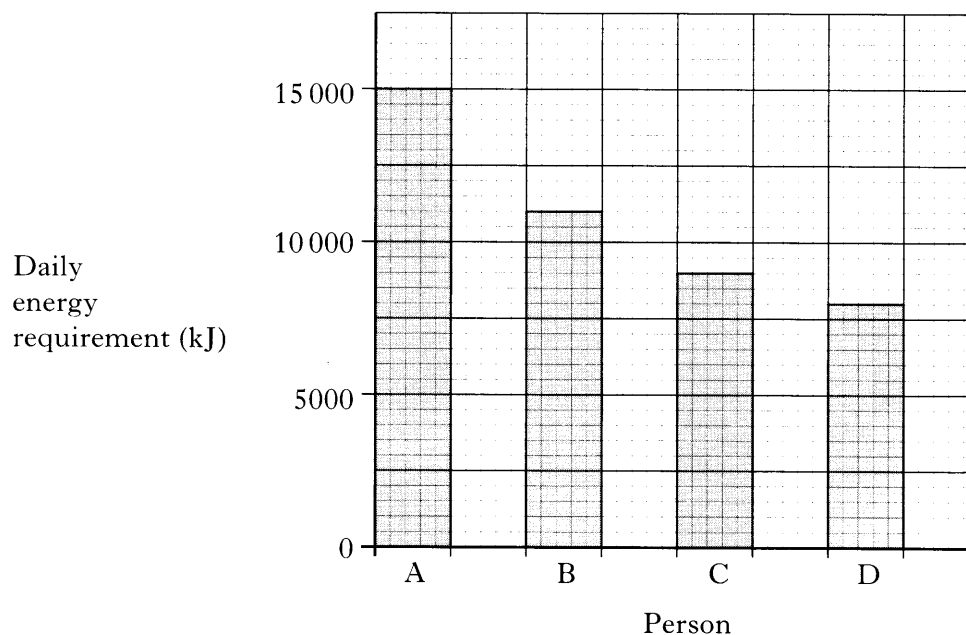 15 000
10 000
Daily
energy
requirement (kJ)
5000
0
A B C D
Person